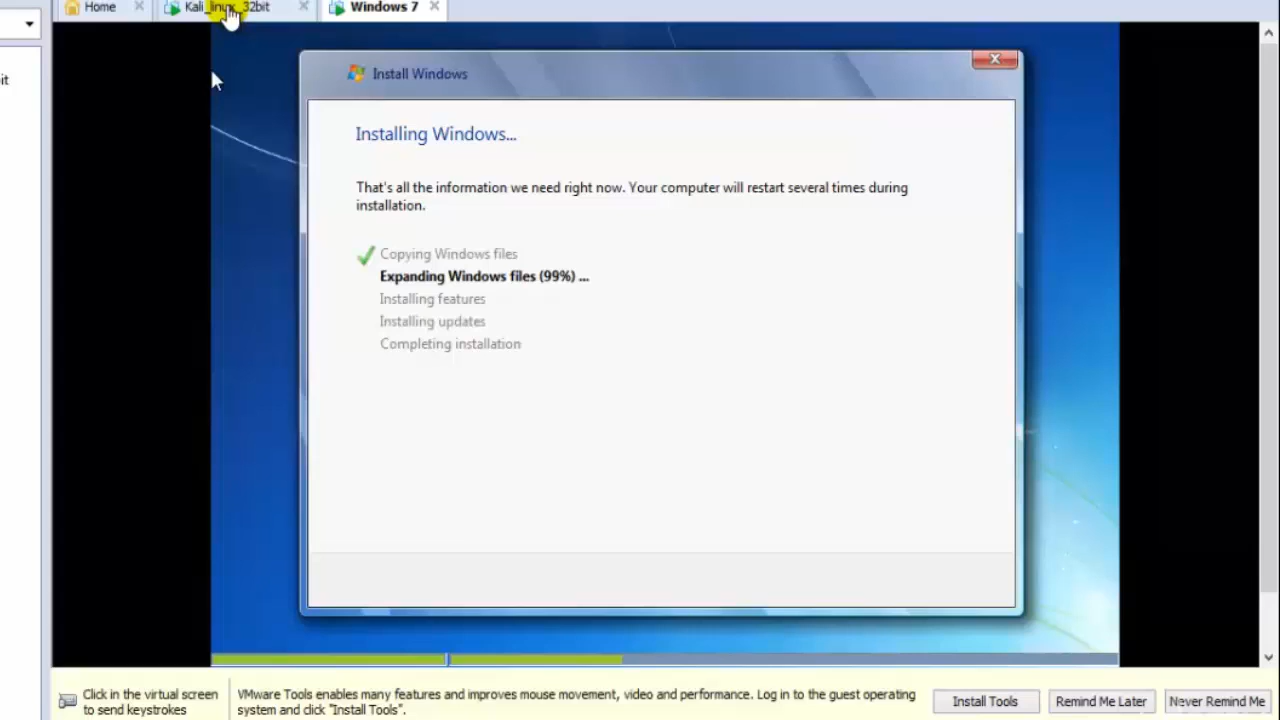 Home
Kali_linux_32bit
Windows 7
it
Install Windows
Installing Windows...
That's all the information we need right now. Your computer will restart several times during
installation.
Copying Windows files
Expanding Windows files (99%) ...
Installing features
Installing updates
Completing installation
Click in the virtual screen
to send keystrokes
VMware Tools enables many features and improves mouse movement, video and performance. Log in to the guest operating
system and click "Install Tools".
Install Tools
Remind Me Later
Never Remind Me